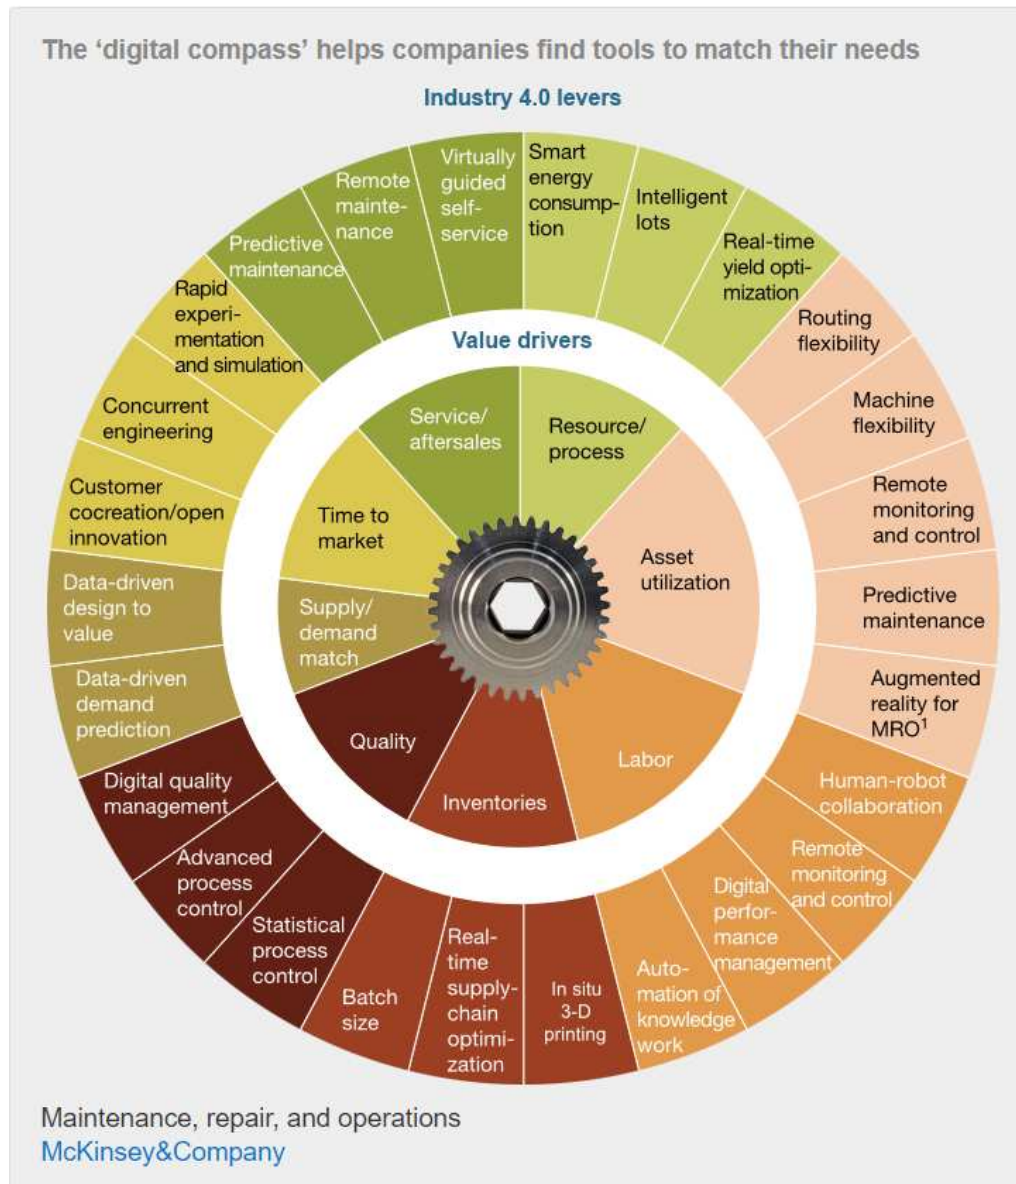 The ‘digital compass’ helps companies find tools to match their needs
Industry 4.0 levers
Virtually
guided
self-
service
Smart
energy
consump-
tion
Intelligent
lots
Real-time
yield opti-
mization
Routing
flexibility
Machine
flexibility
Remote
monitoring
and control
Predictive
maintenance
Augmented
reality for
MRO¹
Human-robot
collaboration
Remote
monitoring
and control
Digital
perfor-
mance
management
Auto-
mation of
knowledge
work
In situ
3-D
printing
Real-
time
supply-
chain
optimi-
zation
Batch
size
Statistical
process
control
Advanced
process
control
Digital quality
management
Data-driven
demand
prediction
Data-driven
design to
value
Customer
cocreation/open
innovation
Concurrent
engineering
Rapid
experi-
mentation
and simulation
Predictive
maintenance
Remote
mainte-
nance
Value drivers
Service/
aftersales
Resource/
process
Asset
utilization
Labor
Inventories
Quality
Supply/
demand
match
Time to
market
Maintenance, repair, and operations
McKinsey&Company